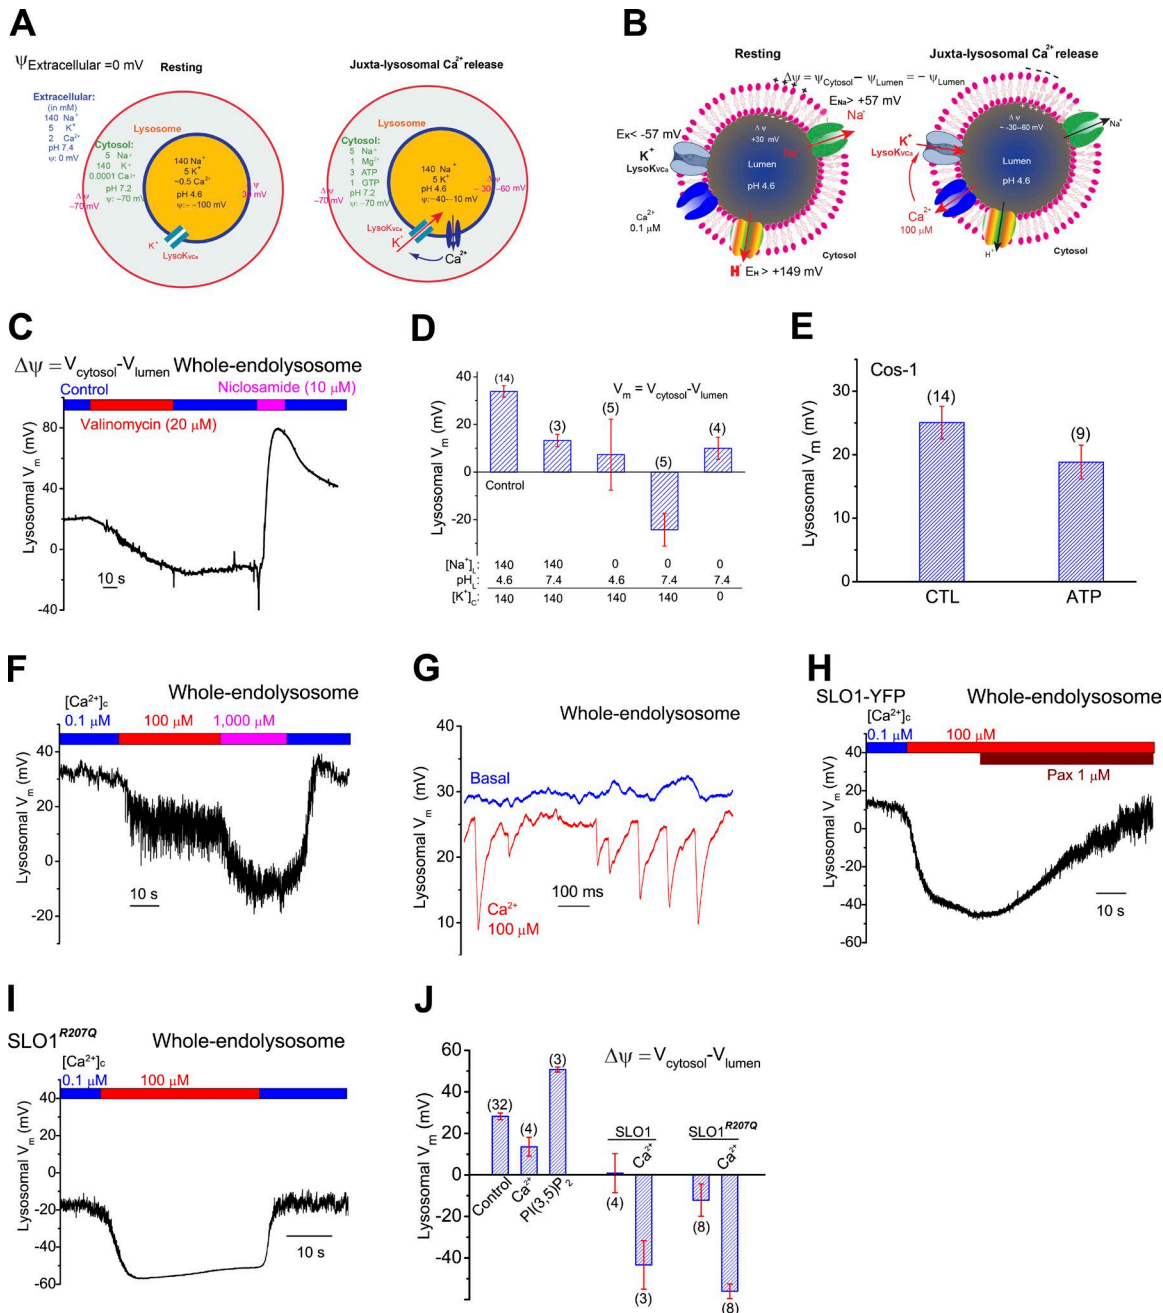 A
Ψ Extracellular =0 mV
Resting
Juxta-lysosomal Ca²⁺ release
Extracellular:
(in mM)
140 Na⁺
5 K⁺
2 Ca²⁺
pH 7.4
ψ: 0 mV
Lysosome
Cytosol:
5 Na⁺
140 K⁺
0.0001 Ca²⁺
pH 7.2
ψ: -70 mV
Δψ
-70 mV
140 Na⁺
5 K⁺
~0.5 Ca²⁺
pH 4.6
ψ:~ -100 mV
K⁺
LysoKVCa
Lysosome
Cytosol:
5 Na⁺
1 Mg²⁺
3 ATP
1 GTP
pH 7.2
ψ: -70 mV
Δψ
-70 mV
140 Na⁺
5 K⁺
pH 4.6
ψ:~-40---10 mV
Δψ
LysoKVCa
K⁺
Ca²⁺
B
Resting
Juxta-lysosomal Ca²⁺ release
Δψ = ψCytosol - ψLumen = - ψLumen
ENa> +57 mV
Na⁺
Na⁺
EK< -57 mV
K⁺
LysoKVCa
Δψ
+30 mV
Lumen
pH 4.6
Ca²⁺
0.1 μM
H⁺ EH > +149 mV
Cytosol
Δψ
~ -30--60 mV
Na⁺
K⁺
LysoKVCa
Lumen
pH 4.6
Ca²⁺
100 μM
H⁺
Cytosol
C
Δψ = Vcytosol-Vlumen Whole-endolysosome
Control
Niclosamide (10 μM)
Valinomycin (20 μM)
Lysosomal Vm (mV)
80
40
0
-40
10 s
D
Vm = Vcytosol-Vlumen
Lysosomal Vm (mV)
40
20
0
-20
(14)
(3)
(5)
(5)
(4)
Control
[Na⁺]L: 140 140 0 0 0
pHL: 4.6 7.4 4.6 7.4 7.4
[K⁺]C: 140 140 140 140 0
E
Cos-1
Lysosomal Vm (mV)
30
20
10
0
(14)
(9)
CTL
ATP
F
Whole-endolysosome
[Ca²⁺]c
0.1 μM 100 μM 1,000 μM
Lysosomal Vm (mV)
40
20
0
-20
10 s
G
Whole-endolysosome
Lysosomal Vm (mV)
40
30
20
10
Basal
Ca²⁺
100 μM
100 ms
H
SLO1-YFP
Whole-endolysosome
[Ca²⁺]c
0.1 μM 100 μM
Pax 1 μM
Lysosomal Vm (mV)
40
20
0
-20
-40
-60
10 s
I
SLO1R207Q
Whole-endolysosome
[Ca²⁺]c
0.1 μM 100 μM
Lysosomal Vm (mV)
60
40
20
0
-20
-40
-60
10 s
J
Δψ = Vcytosol-Vlumen
Lysosomal Vm (mV)
60
40
20
0
-20
-40
(32)
(4)
(3)
Control
Ca²⁺
PI(3,5)P2
SLO1
Ca²⁺
(4)
(3)
SLO1R207Q
Ca²⁺
(8)
(8)